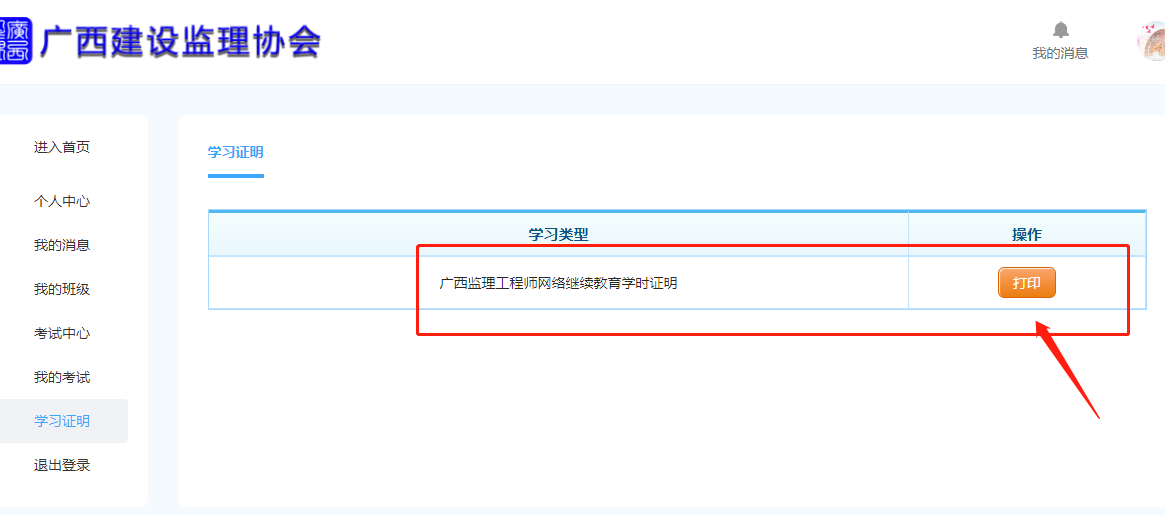 广西建设监理协会
我的消息
进入首页
个人中心
我的消息
我的班级
考试中心
我的考试
学习证明
退出登录
学习证明
学习类型 操作
广西监理工程师网络继续教育学时证明 打印